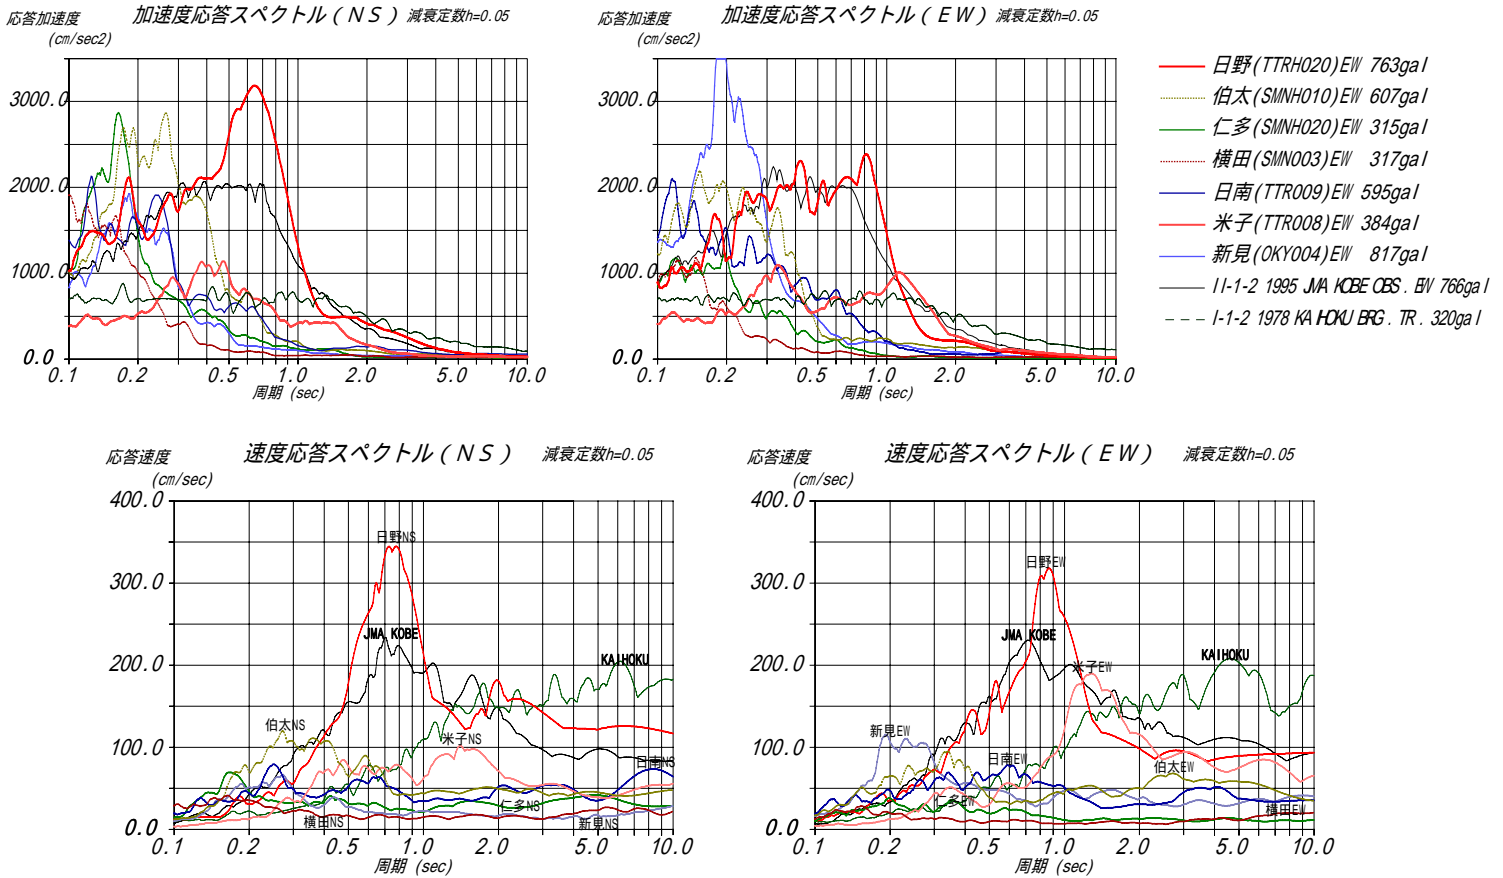 応答加速度
(cm/sec2)
加速度応答スペクトル(NS) 減衰定数h=0.05
3000.0
2000.0
1000.0
0.0
0.1 0.2 0.5 1.0 2.0 5.0 10.0
周期 (sec)
応答加速度
(cm/sec2)
加速度応答スペクトル(EW) 減衰定数h=0.05
3000.0
2000.0
1000.0
0.0
0.1 0.2 0.5 1.0 2.0 5.0 10.0
周期 (sec)
日野(TTRH020)EW 763gal
伯太(SMNH010)EW 607gal
仁多(SMNH020)EW 315gal
横田(SMN003)EW 317gal
日南(TTR009)EW 595gal
米子(TTR008)EW 384gal
新見(OKY004)EW 817gal
II-1-2 1995 JMA KOBE OBS. EW 766gal
I-1-2 1978 KAIHOKU BRG. TR. 320gal
応答速度
(cm/sec)
速度応答スペクトル(NS) 減衰定数h=0.05
400.0
300.0
200.0
100.0
0.0
日野NS
JMA KOBE
KAIHOKU
伯太NS
米子NS
日南NS
仁多NS
横田NS
新見NS
0.1 0.2 0.5 1.0 2.0 5.0 10.0
周期 (sec)
応答速度
(cm/sec)
速度応答スペクトル(EW) 減衰定数h=0.05
400.0
300.0
200.0
100.0
0.0
日野EW
JMA KOBE
KAIHOKU
米子EW
新見EW
日南EW
伯太EW
仁多EW
横田EW
0.1 0.2 0.5 1.0 2.0 5.0 10.0
周期 (sec)